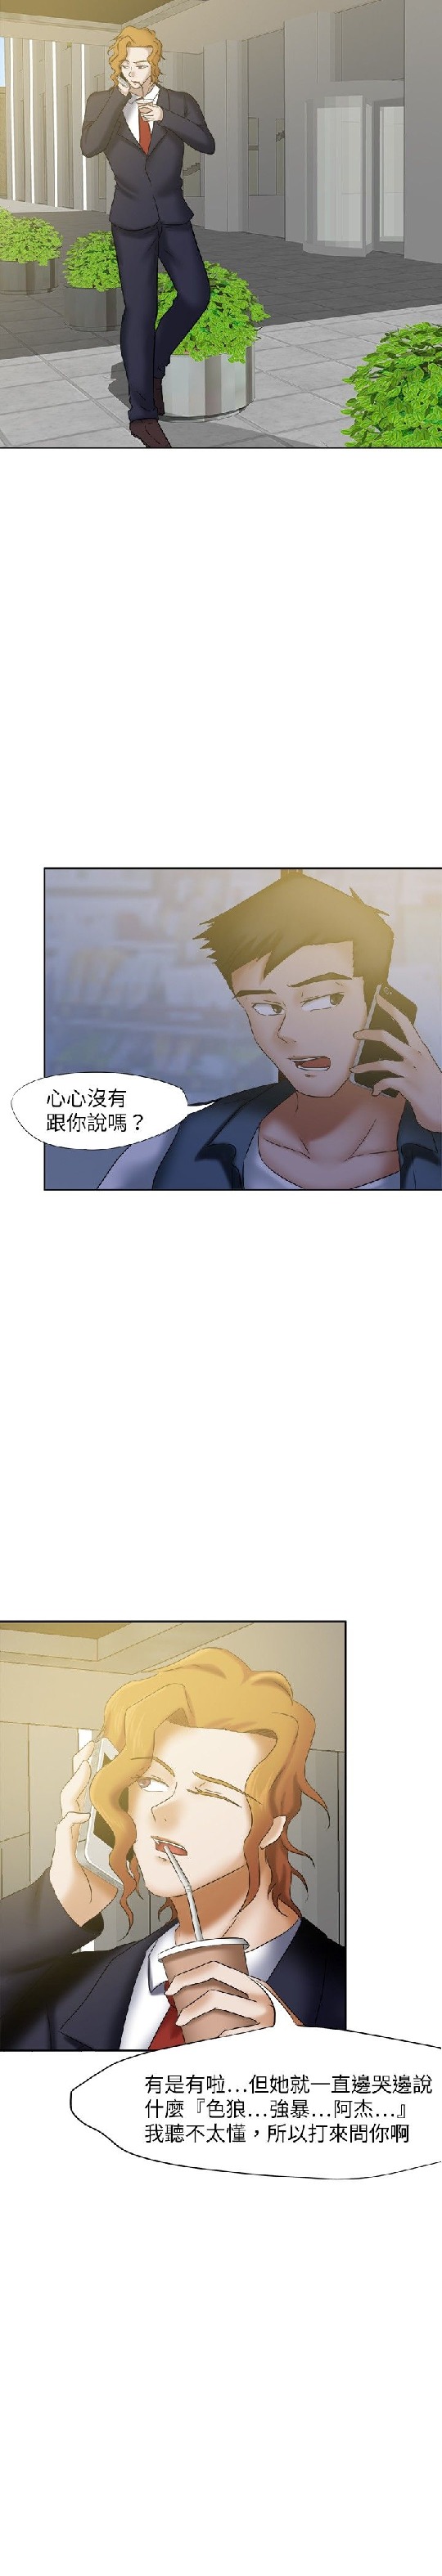 心心沒有
跟你說嗎？
有是有啦...但她就一直邊哭邊說
什麼『色狼...強暴...阿杰...』
我聽不太懂，所以打來問你啊